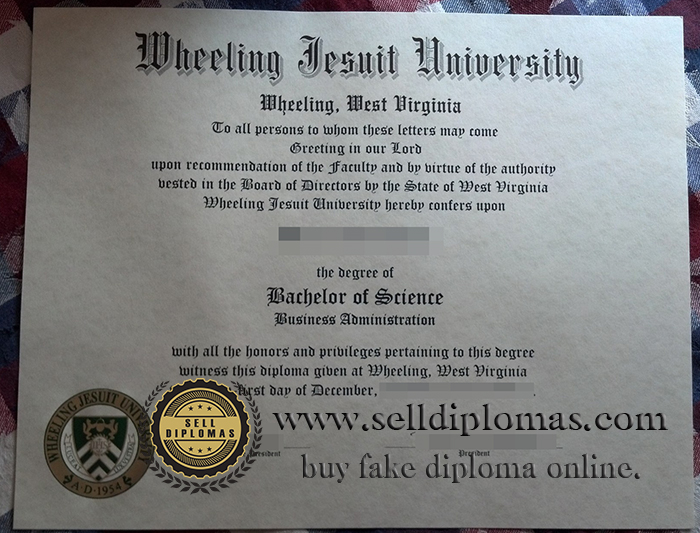 Wheeling Jesuit University
Wheeling, West Virginia
To all persons to whom these letters may come
Greeting in our Lord
upon recommendation of the Faculty and by virtue of the authority
vested in the Board of Directors by the State of West Virginia
Wheeling Jesuit University hereby confers upon
the degree of
Bachelor of Science
Business Administration
with all the honors and privileges pertaining to this degree
witness this diploma given at Wheeling, West Virginia
first day of December,
WHEELING JESUIT
A·D·1954
SELL
DIPLOMAS
www.selldiplomas.com
President
buy fake diploma online.